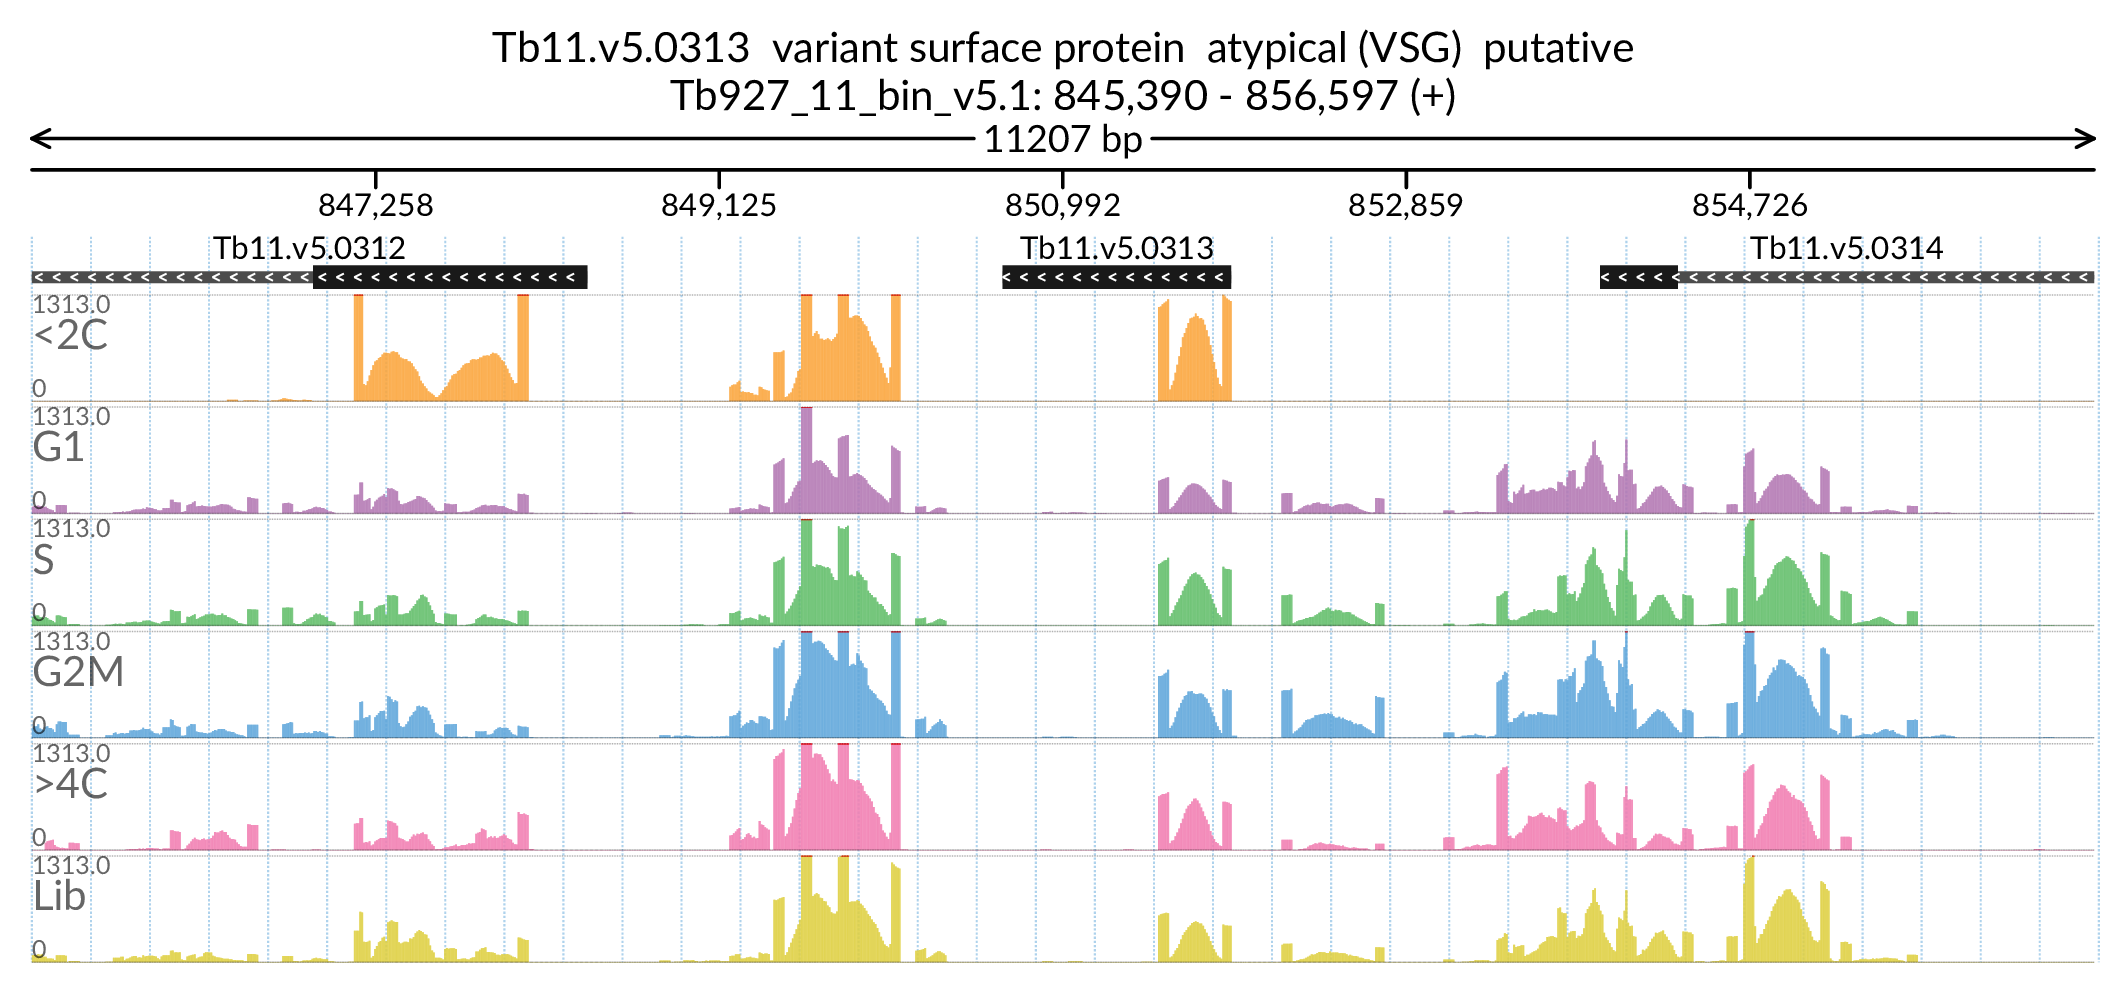 Tb11.v5.0313 variant surface protein atypical (VSG) putative
Tb927_11_bin_v5.1: 845,390 - 856,597 (+)
11207 bp
847,258 849,125 850,992 852,859 854,726
Tb11.v5.0312 Tb11.v5.0313 Tb11.v5.0314
1313.0
<2C
0
1313.0
G1
0
1313.0
S
0
1313.0
G2M
0
1313.0
>4C
0
1313.0
Lib
0